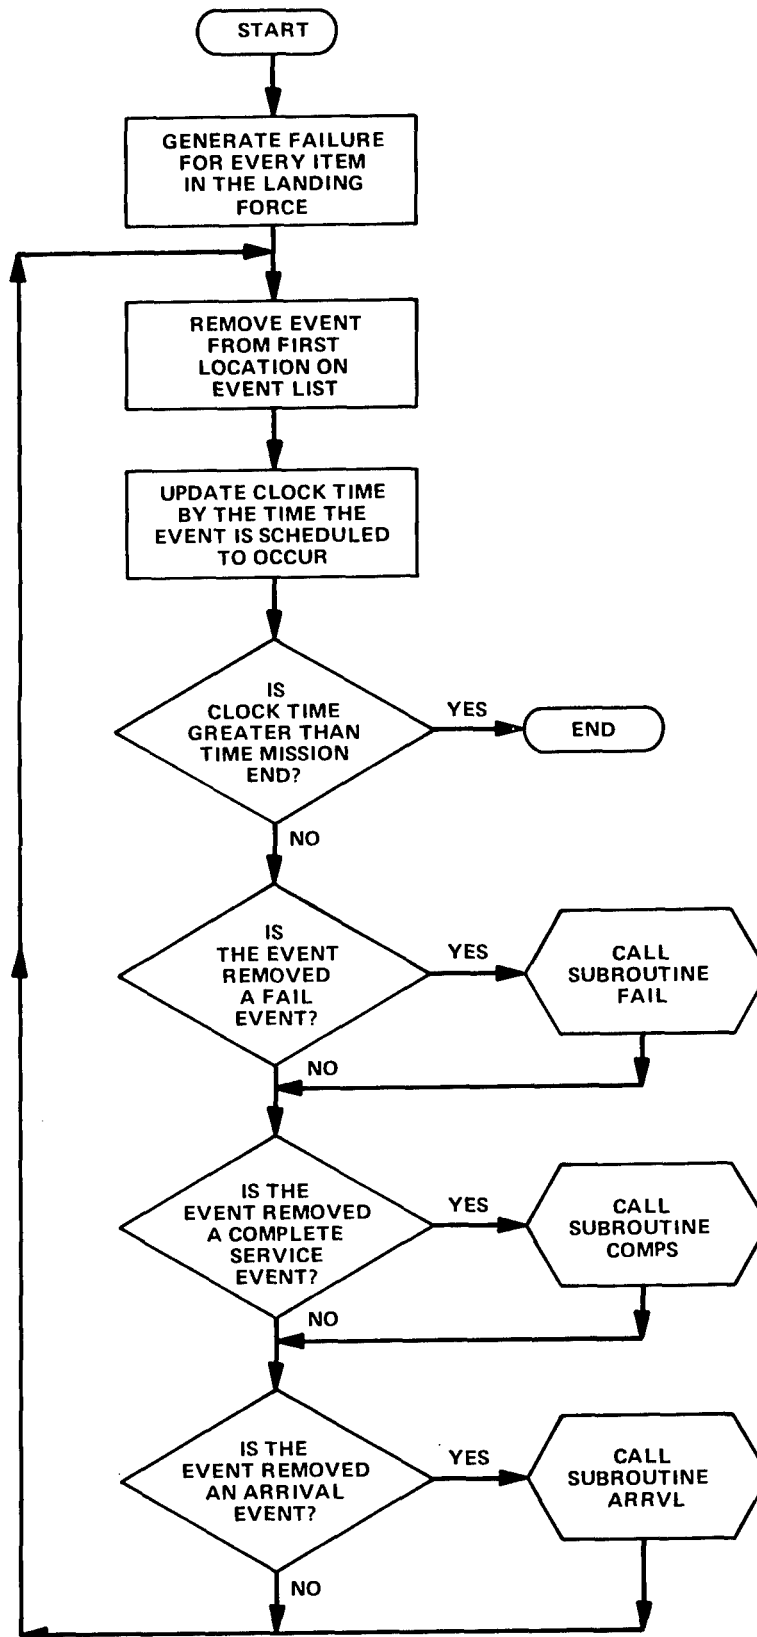 START
GENERATE FAILURE
FOR EVERY ITEM
IN THE LANDING
FORCE
REMOVE EVENT
FROM FIRST
LOCATION ON
EVENT LIST
UPDATE CLOCK TIME
BY THE TIME THE
EVENT IS SCHEDULED
TO OCCUR
IS
CLOCK TIME
GREATER THAN
TIME MISSION
END?
YES
END
NO
IS
THE EVENT
REMOVED
A FAIL
EVENT?
YES
CALL
SUBROUTINE
FAIL
NO
IS THE
EVENT REMOVED
A COMPLETE
SERVICE
EVENT?
YES
CALL
SUBROUTINE
COMPS
NO
IS THE
EVENT REMOVED
AN ARRIVAL
EVENT?
YES
CALL
SUBROUTINE
ARRVL
NO